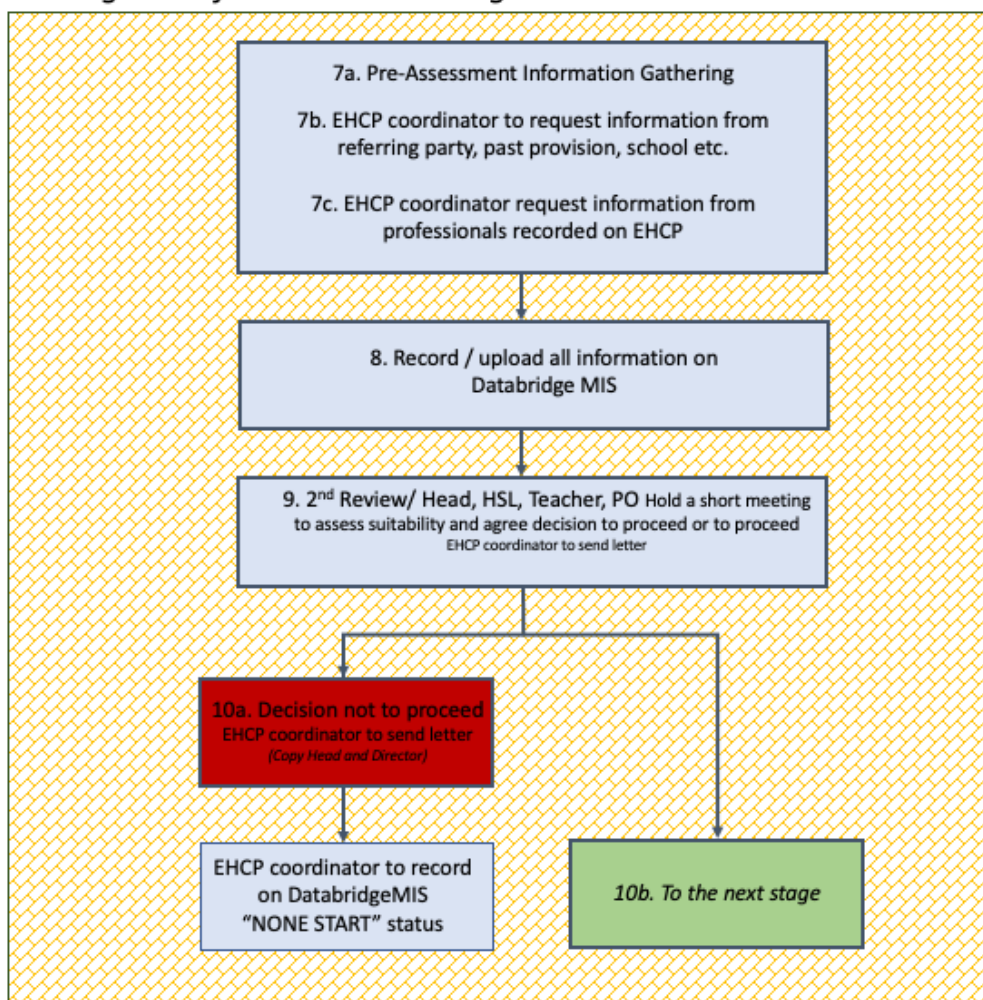 7a. Pre-Assessment Information Gathering
7b. EHCP coordinator to request information from
referring party, past provision, school etc.
7c. EHCP coordinator request information from
professionals recorded on EHCP
8. Record / upload all information on
Databridge MIS
9. 2nd Review/ Head, HSL, Teacher, PO Hold a short meeting
to assess suitability and agree decision to proceed or to proceed
EHCP coordinator to send letter
10a. Decision not to proceed
EHCP coordinator to send letter
(Copy Head and Director)
EHCP coordinator to record
on DatabridgeMIS
“NONE START” status
10b. To the next stage